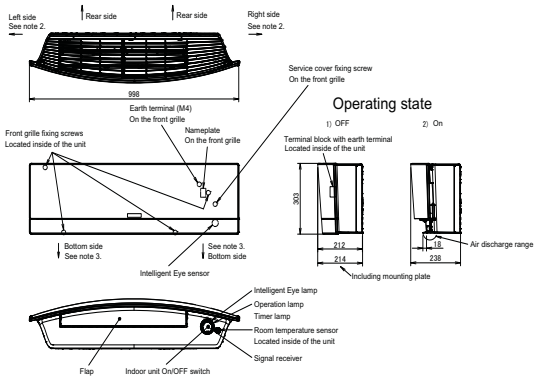 Left side
See note 2.
Rear side
Rear side
Right side
See note 2.
998
Service cover fixing screw
On the front grille
Earth terminal (M4)
On the front grille
Nameplate
On the front grille
Front grille fixing screws
Located inside of the unit
Operating state
1) OFF
2) On
Terminal block with earth terminal
Located inside of the unit
303
Bottom side
See note 3.
See note 3.
Bottom side
Intelligent Eye sensor
212
214
18
238
Air discharge range
Including mounting plate
Intelligent Eye lamp
Operation lamp
Timer lamp
Room temperature sensor
Located inside of the unit
Signal receiver
Flap
Indoor unit On/OFF switch